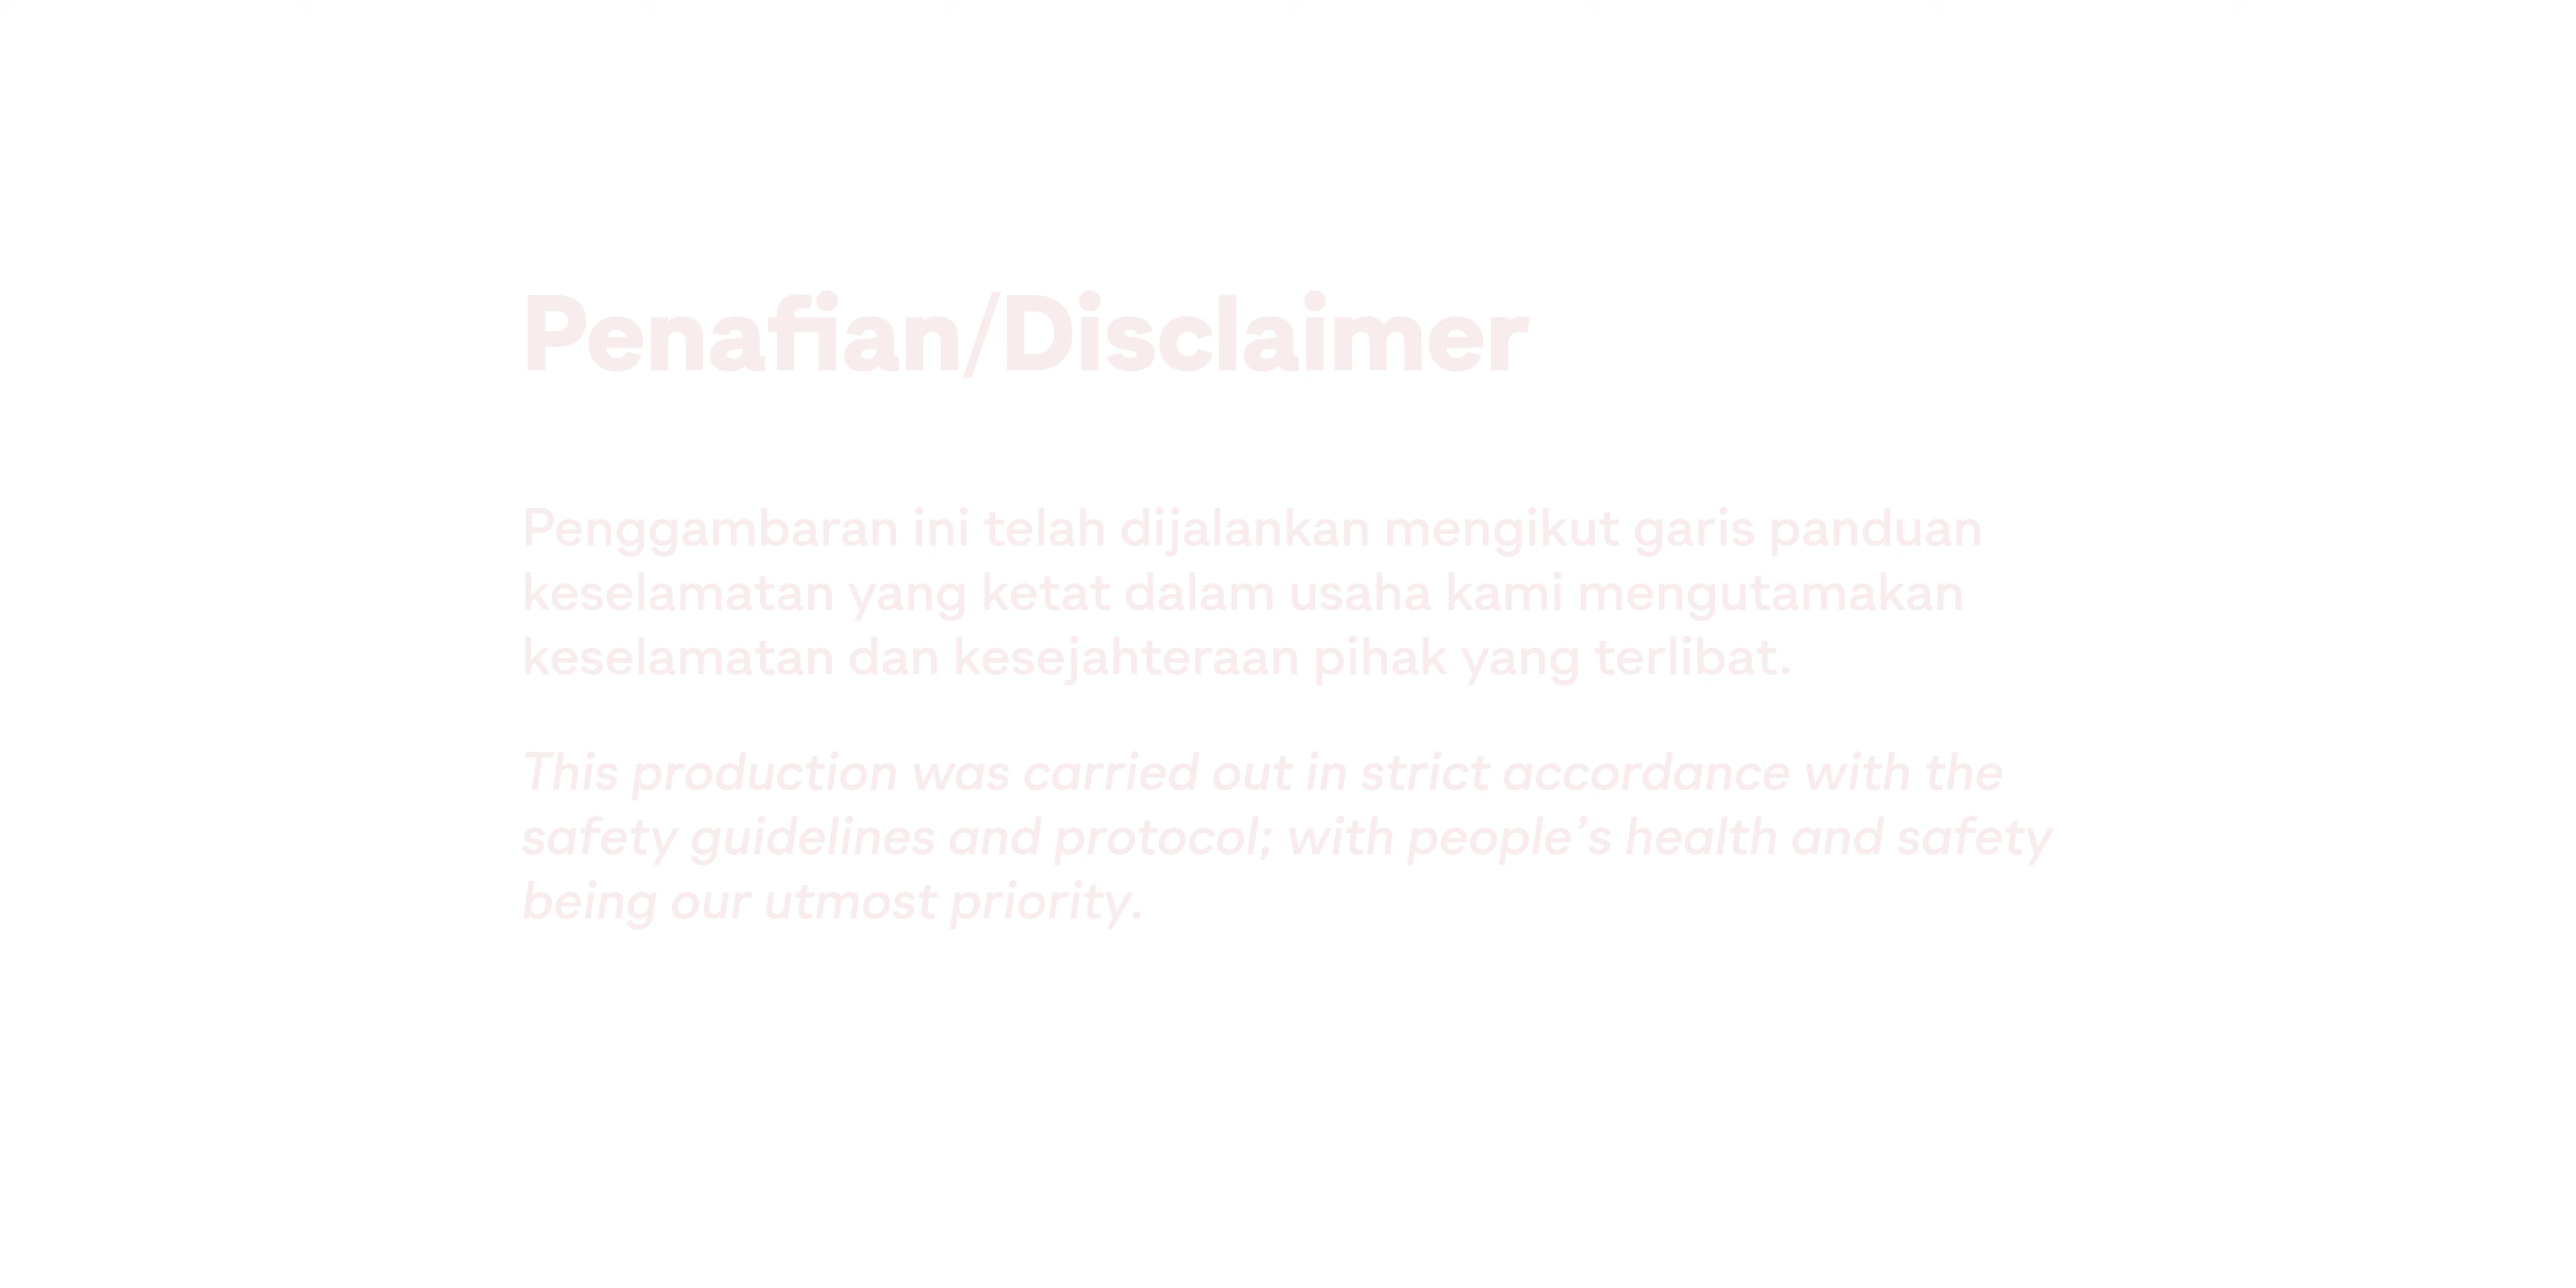 Penafian/Disclaimer
Penggambaran ini telah dijalankan mengikut garis panduan
keselamatan yang ketat dalam usaha kami mengutamakan
keselamatan dan kesejahteraan pihak yang terlibat.
This production was carried out in strict accordance with the
safety guidelines and protocol; with people’s health and safety
being our utmost priority.